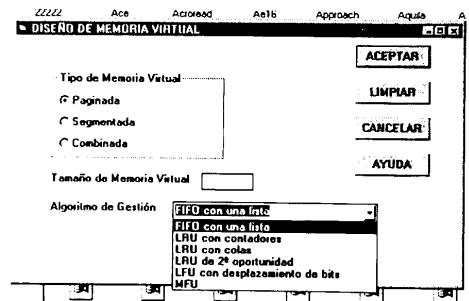 ZZZZZ Ace Acroread Ae16 Approach Aquila A
DISEÑO DE MEMORIA VIRTUAL
ACEPTAR
Tipo de Memoria Virtual
Paginada
Segmentada
Combinada
LIMPIAR
CANCELAR
AYUDA
Tamaño de Memoria Virtual
Algoritmo de Gestión FIFO con una lista
FIFO con una lista
LRU con contadores
LRU con colas
LRU de 2ª oportunidad
LFU con desplazamiento de bits
MFU